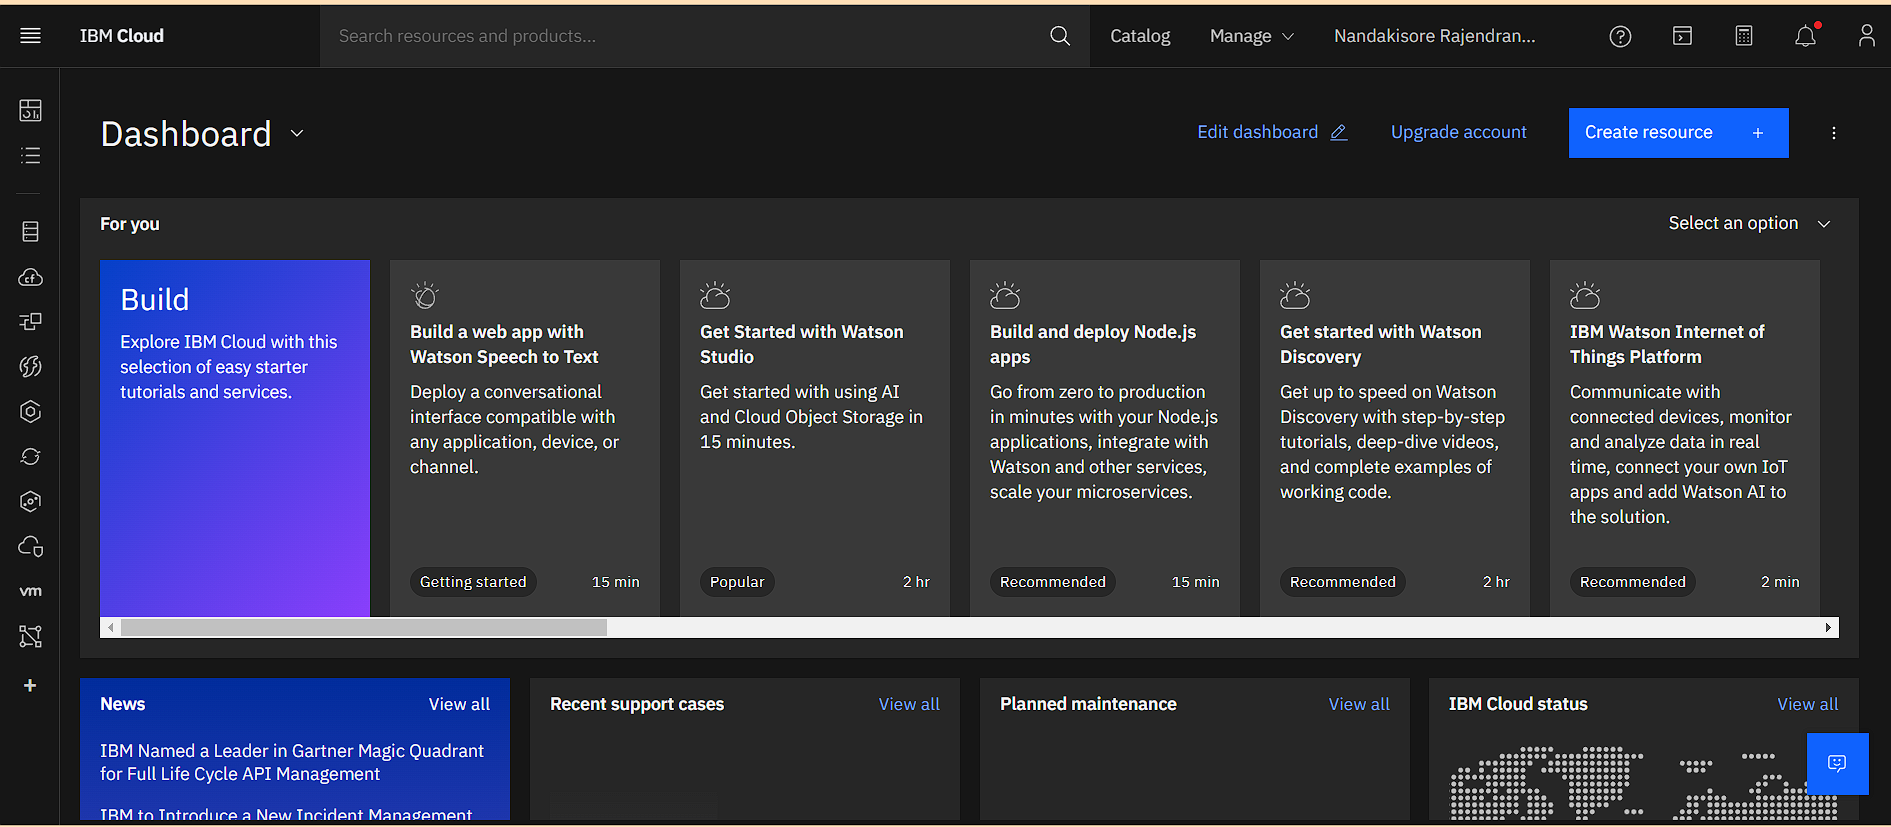 IBM Cloud
Search resources and products...
Catalog
Manage
Nandakisore Rajendran...
Dashboard
Edit dashboard
Upgrade account
Create resource +
For you
Select an option
Build
Explore IBM Cloud with this
selection of easy starter
tutorials and services.
Build a web app with
Watson Speech to Text
Deploy a conversational
interface compatible with
any application, device, or
channel.
Getting started
15 min
Get Started with Watson
Studio
Get started with using AI
and Cloud Object Storage in
15 minutes.
Popular
2 hr
Build and deploy Node.js
apps
Go from zero to production
in minutes with your Node.js
applications, integrate with
Watson and other services,
scale your microservices.
Recommended
15 min
Get started with Watson
Discovery
Get up to speed on Watson
Discovery with step-by-step
tutorials, deep-dive videos,
and complete examples of
working code.
Recommended
2 hr
IBM Watson Internet of
Things Platform
Communicate with
connected devices, monitor
and analyze data in real
time, connect your own IoT
apps and add Watson AI to
the solution.
Recommended
2 min
cf
vm
News
View all
IBM Named a Leader in Gartner Magic Quadrant
for Full Life Cycle API Management
IBM to Introduce a New Incident Management
Recent support cases
View all
Planned maintenance
View all
IBM Cloud status
View all